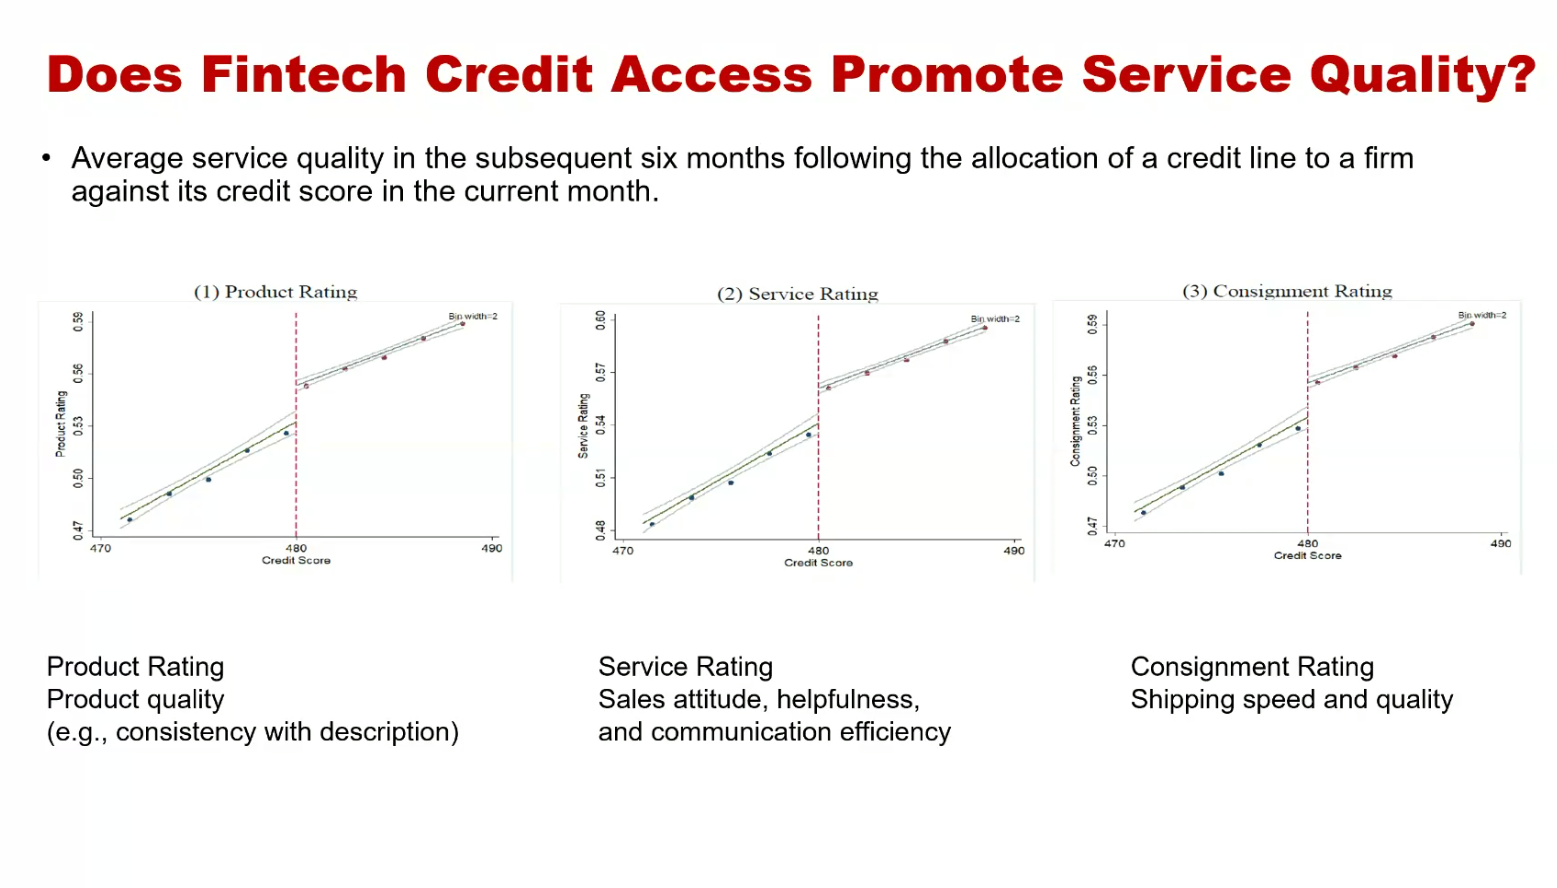 Does Fintech Credit Access Promote Service Quality?
• Average service quality in the subsequent six months following the allocation of a credit line to a firm
against its credit score in the current month.
(1) Product Rating
Bin width=2
0.59
0.56
0.53
0.50
0.47
Product Rating
470
480
490
Credit Score
(2) Service Rating
Bin width=2
0.60
0.57
0.54
0.51
0.48
Service Rating
470
480
490
Credit Score
(3) Consignment Rating
Bin width=2
0.59
0.56
0.53
0.50
0.47
Consignment Rating
470
480
490
Credit Score
Product Rating
Product quality
(e.g., consistency with description)
Service Rating
Sales attitude, helpfulness,
and communication efficiency
Consignment Rating
Shipping speed and quality